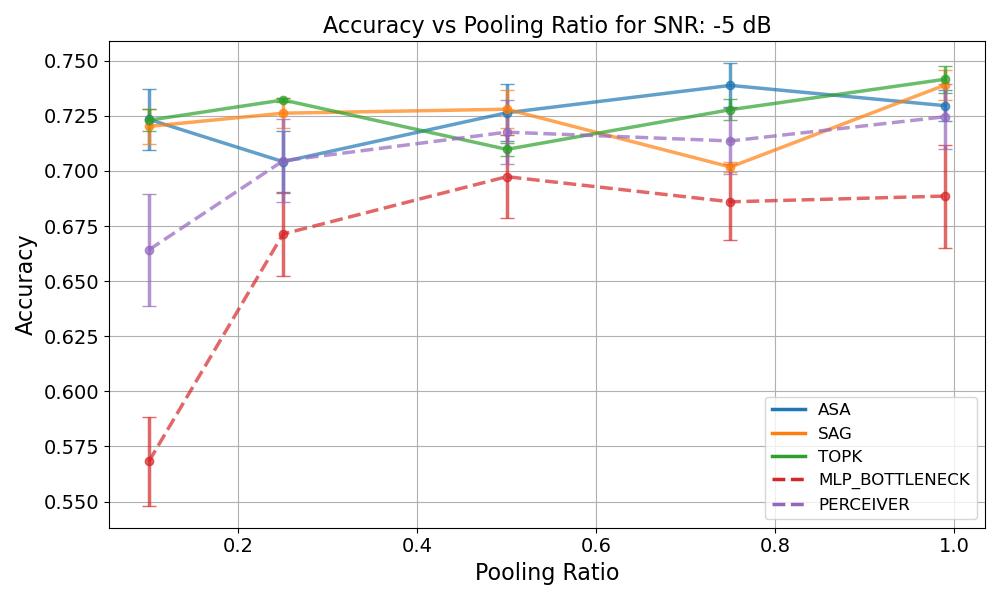 Accuracy vs Pooling Ratio for SNR: -5 dB
0.750
0.725
0.700
0.675
0.650
0.625
0.600
0.575
0.550
Accuracy
ASA
SAG
TOPK
MLP_BOTTLENECK
PERCEIVER
0.2 0.4 0.6 0.8 1.0
Pooling Ratio